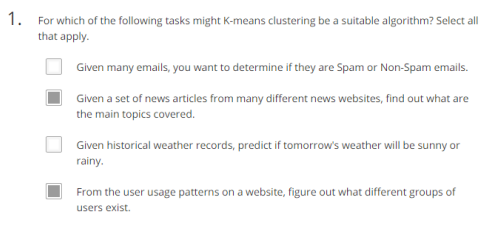 1. For which of the following tasks might K-means clustering be a suitable algorithm? Select all
that apply.
Given many emails, you want to determine if they are Spam or Non-Spam emails.
Given a set of news articles from many different news websites, find out what are
the main topics covered.
Given historical weather records, predict if tomorrow's weather will be sunny or
rainy.
From the user usage patterns on a website, figure out what different groups of
users exist.